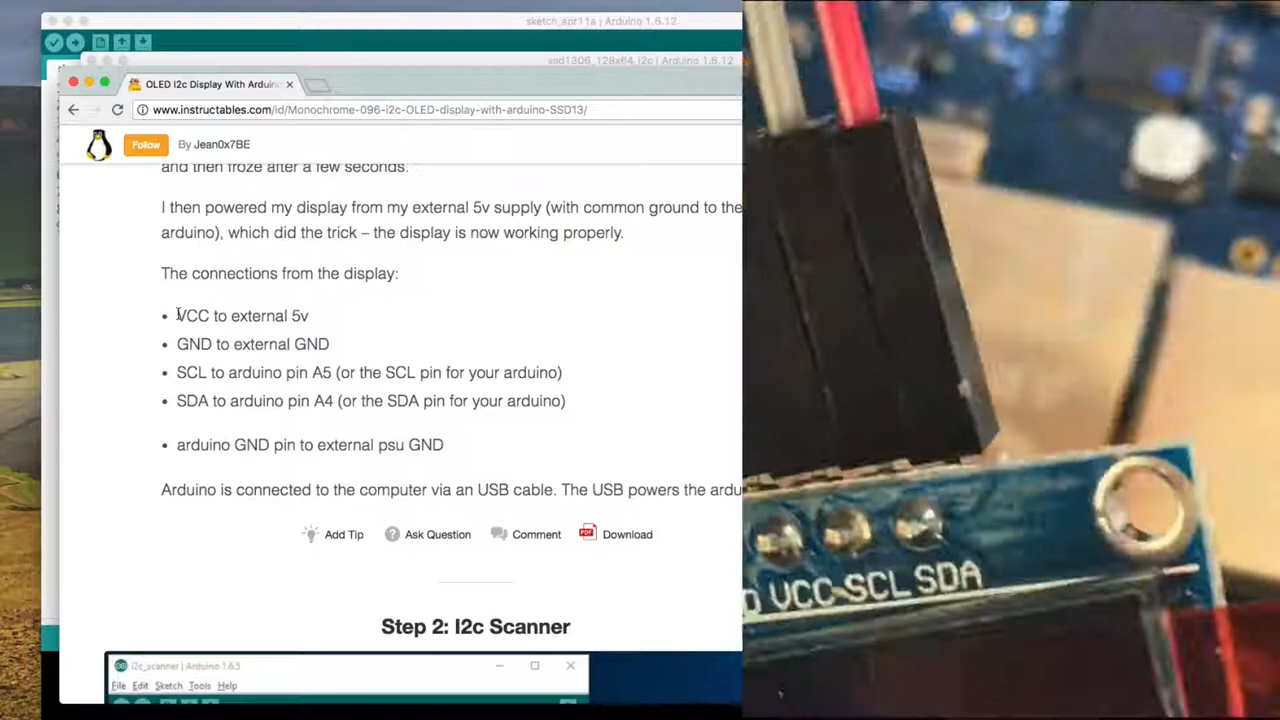 sketch_apr11a | Arduino 1.6.12
ssd1306_128x64 i2c | Arduino 1.6.12
OLED I2c Display With Arduino
www.instructables.com/id/Monochrome-096-i2c-OLED-display-with-arduino-SSD13/
Follow By Jean0x7BE
and then froze after a few seconds.
I then powered my display from my external 5v supply (with common ground to the
arduino), which did the trick – the display is now working properly.
The connections from the display:
• VCC to external 5v
• GND to external GND
• SCL to arduino pin A5 (or the SCL pin for your arduino)
• SDA to arduino pin A4 (or the SDA pin for your arduino)
• arduino GND pin to external psu GND
Arduino is connected to the computer via an USB cable. The USB powers the ardu
Add Tip Ask Question Comment PDF Download
Step 2: I2c Scanner
i2c_scanner | Arduino 1.6.5
File Edit Sketch Tools Help
VCC SCL SDA